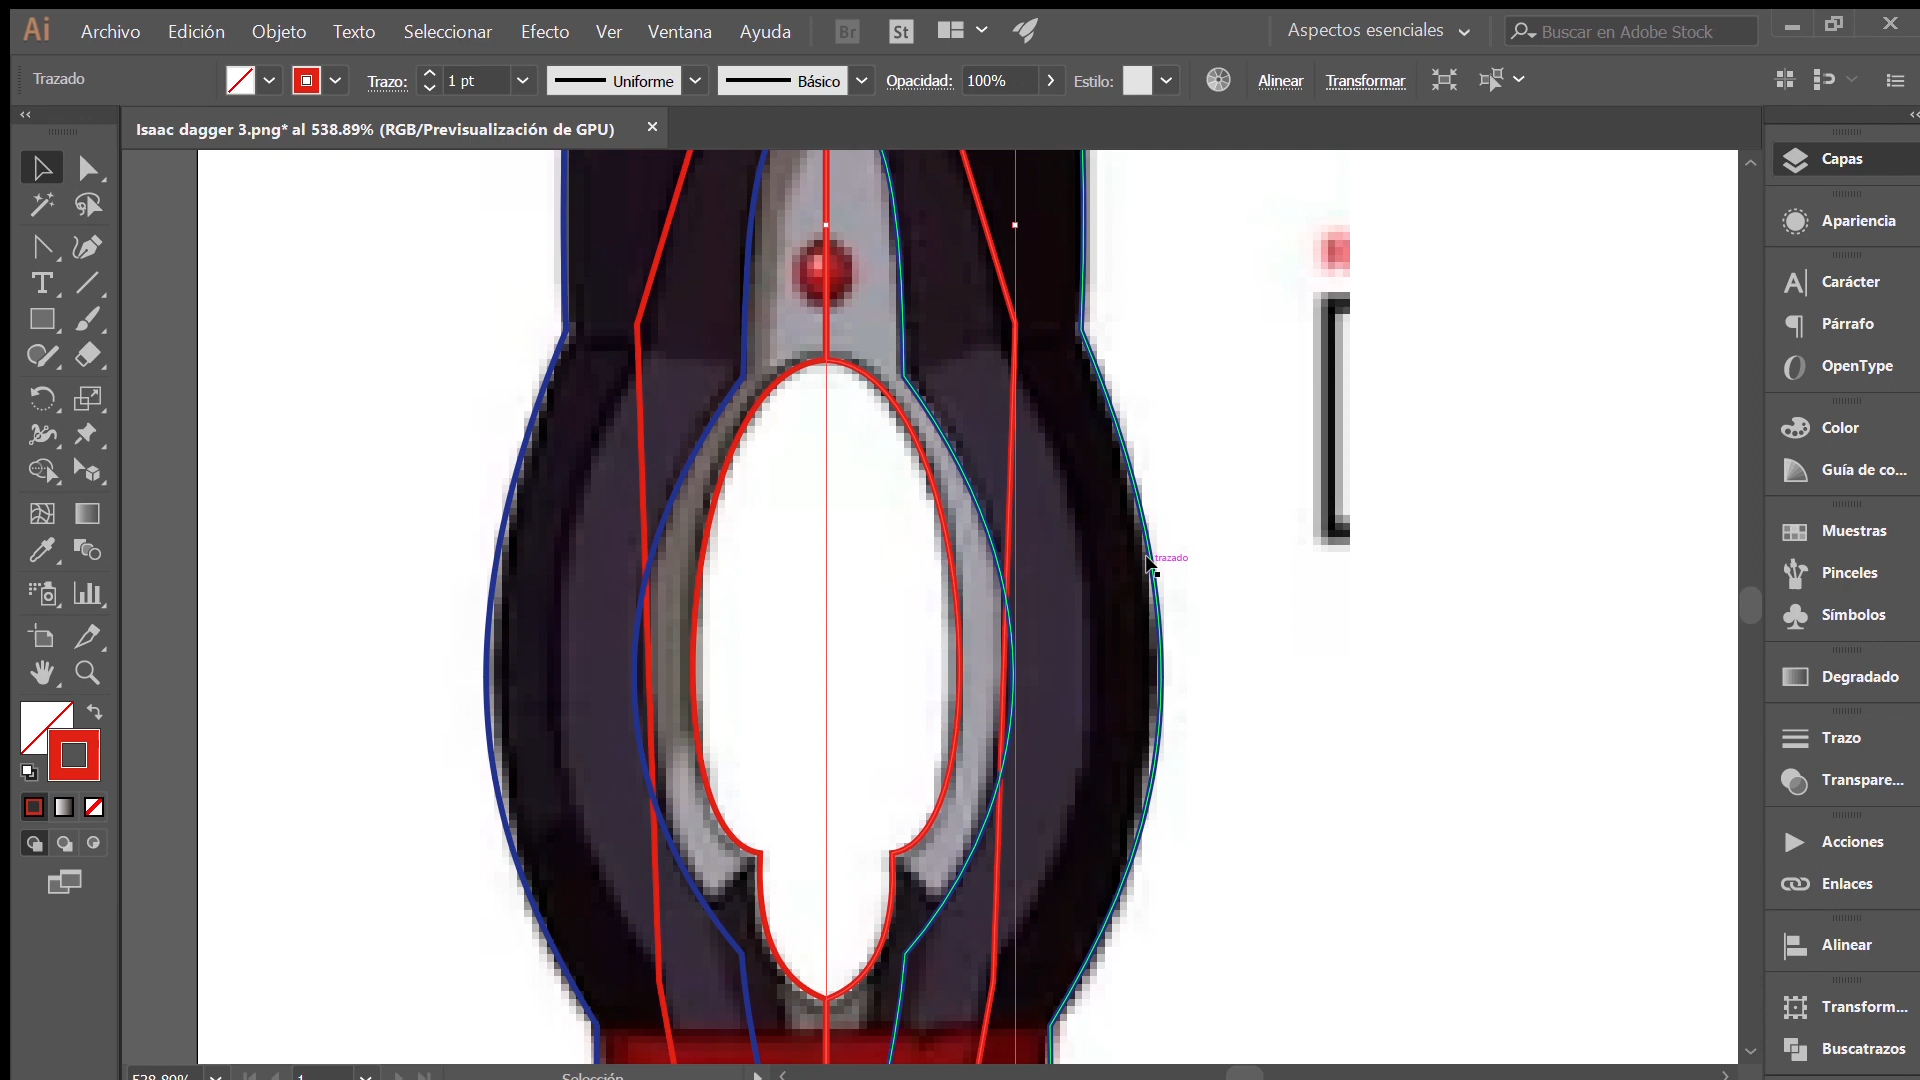 Ai Archivo Edición Objeto Texto Seleccionar Efecto Ver Ventana Ayuda Br St Aspectos esenciales Buscar en Adobe Stock
Trazado Trazo: 1 pt Uniforme Básico Opacidad: 100% Estilo: Alinear Transformar
Isaac dagger 3.png* al 538.89% (RGB/Previsualización de GPU)
Capas
Apariencia
Carácter
Párrafo
OpenType
Color
Guía de co...
Muestras
trazado
Pinceles
Símbolos
Degradado
Trazo
Transpare...
Acciones
Enlaces
Alinear
Transform...
Buscatrazos
538.89% 1 Selección